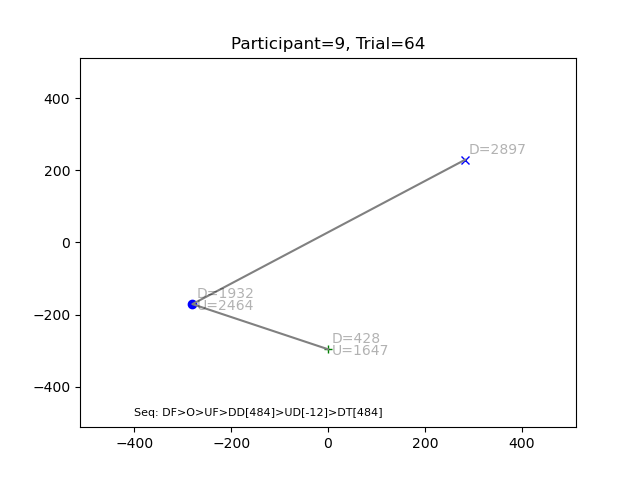 Participant=9, Trial=64
400
200
0
−200
−400
D=2897
D=1932
U=2464
D=428
U=1647
Seq: DF>O>UF>DD[484]>UD[-12]>DT[484]
−400 −200 0 200 400